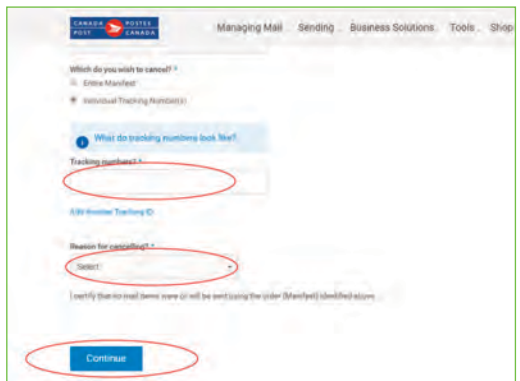 CANADA POSTES
POST CANADA
Managing Mail Sending Business Solutions Tools Shop
Which do you wish to cancel? *
Entire Manifest
Individual Tracking Number(s)
What do tracking numbers look like?
Tracking numbers? *
Add Another Tracking ID
Reason for cancelling? *
Select
I certify that no mail items were or will be sent using the order (Manifest) identified above
Continue